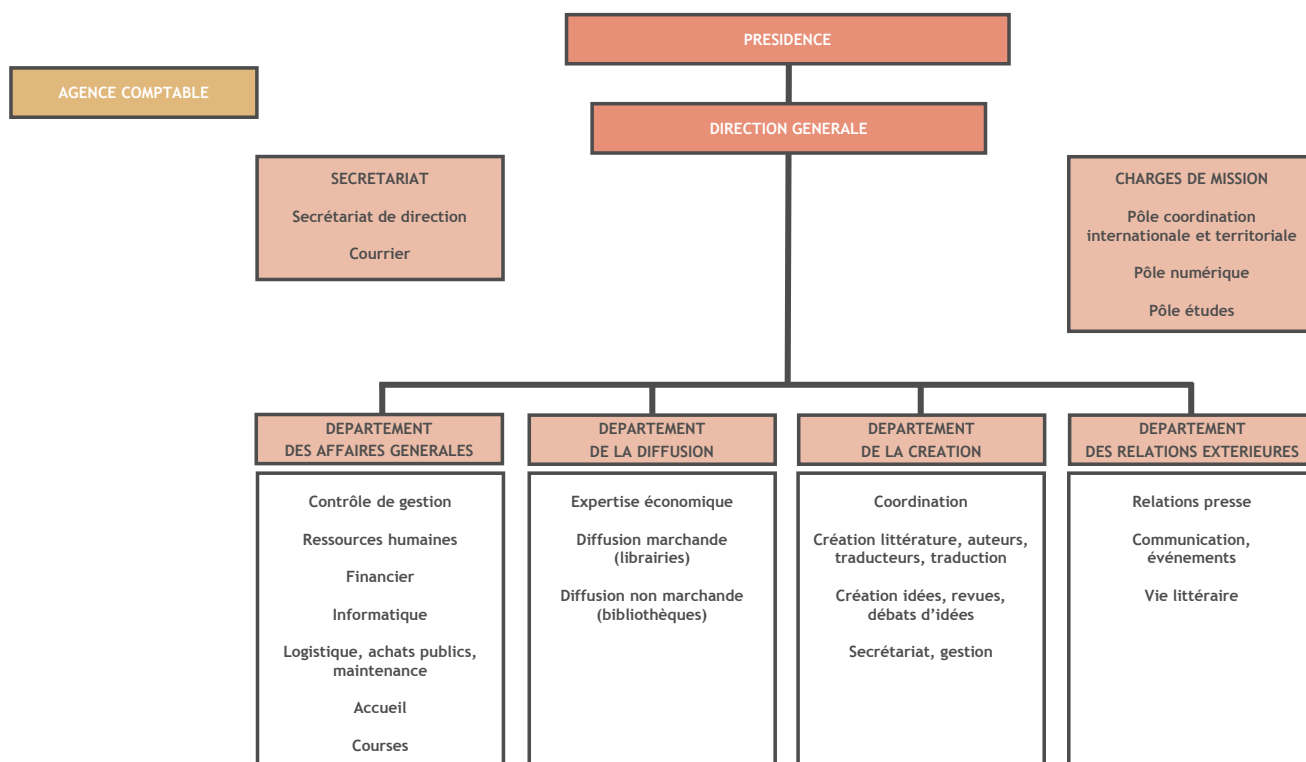 PRESIDENCE
AGENCE COMPTABLE
DIRECTION GENERALE
SECRETARIAT
Secrétariat de direction
Courrier
CHARGES DE MISSION
Pôle coordination
internationale et territoriale
Pôle numérique
Pôle études
DEPARTEMENT
DES AFFAIRES GENERALES
Contrôle de gestion
Ressources humaines
Financier
Informatique
Logistique, achats publics,
maintenance
Accueil
Courses
DEPARTEMENT
DE LA DIFFUSION
Expertise économique
Diffusion marchande
(librairies)
Diffusion non marchande
(bibliothèques)
DEPARTEMENT
DE LA CREATION
Coordination
Création littérature, auteurs,
traducteurs, traduction
Création idées, revues,
débats d’idées
Secrétariat, gestion
DEPARTEMENT
DES RELATIONS EXTERIEURES
Relations presse
Communication,
événements
Vie littéraire